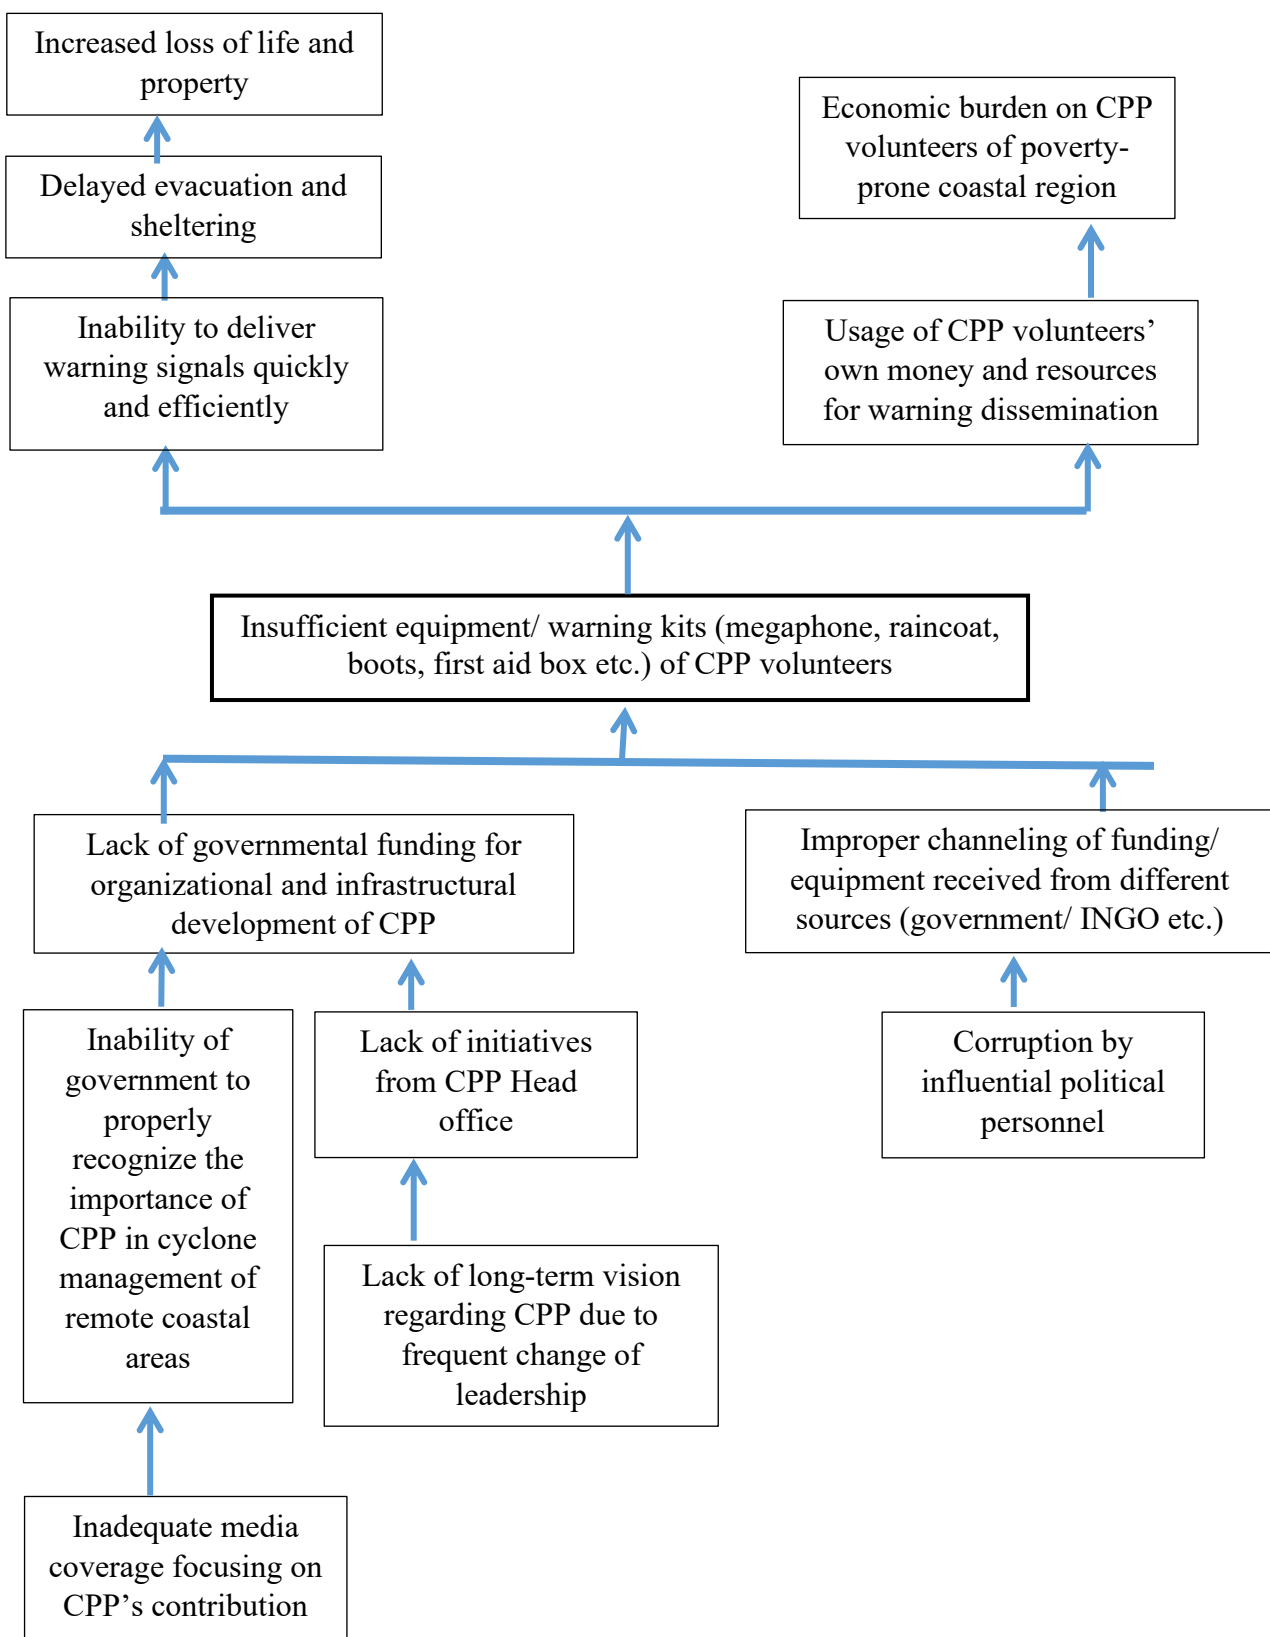 Increased loss of life and
property
Economic burden on CPP
volunteers of poverty-
prone coastal region
Delayed evacuation and
sheltering
Inability to deliver
warning signals quickly
and efficiently
Usage of CPP volunteers’
own money and resources
for warning dissemination
Insufficient equipment/ warning kits (megaphone, raincoat,
boots, first aid box etc.) of CPP volunteers
Lack of governmental funding for
organizational and infrastructural
development of CPP
Improper channeling of funding/
equipment received from different
sources (government/ INGO etc.)
Inability of
government to
properly
recognize the
importance of
CPP in cyclone
management of
remote coastal
areas
Lack of initiatives
from CPP Head
office
Corruption by
influential political
personnel
Lack of long-term vision
regarding CPP due to
frequent change of
leadership
Inadequate media
coverage focusing on
CPP’s contribution